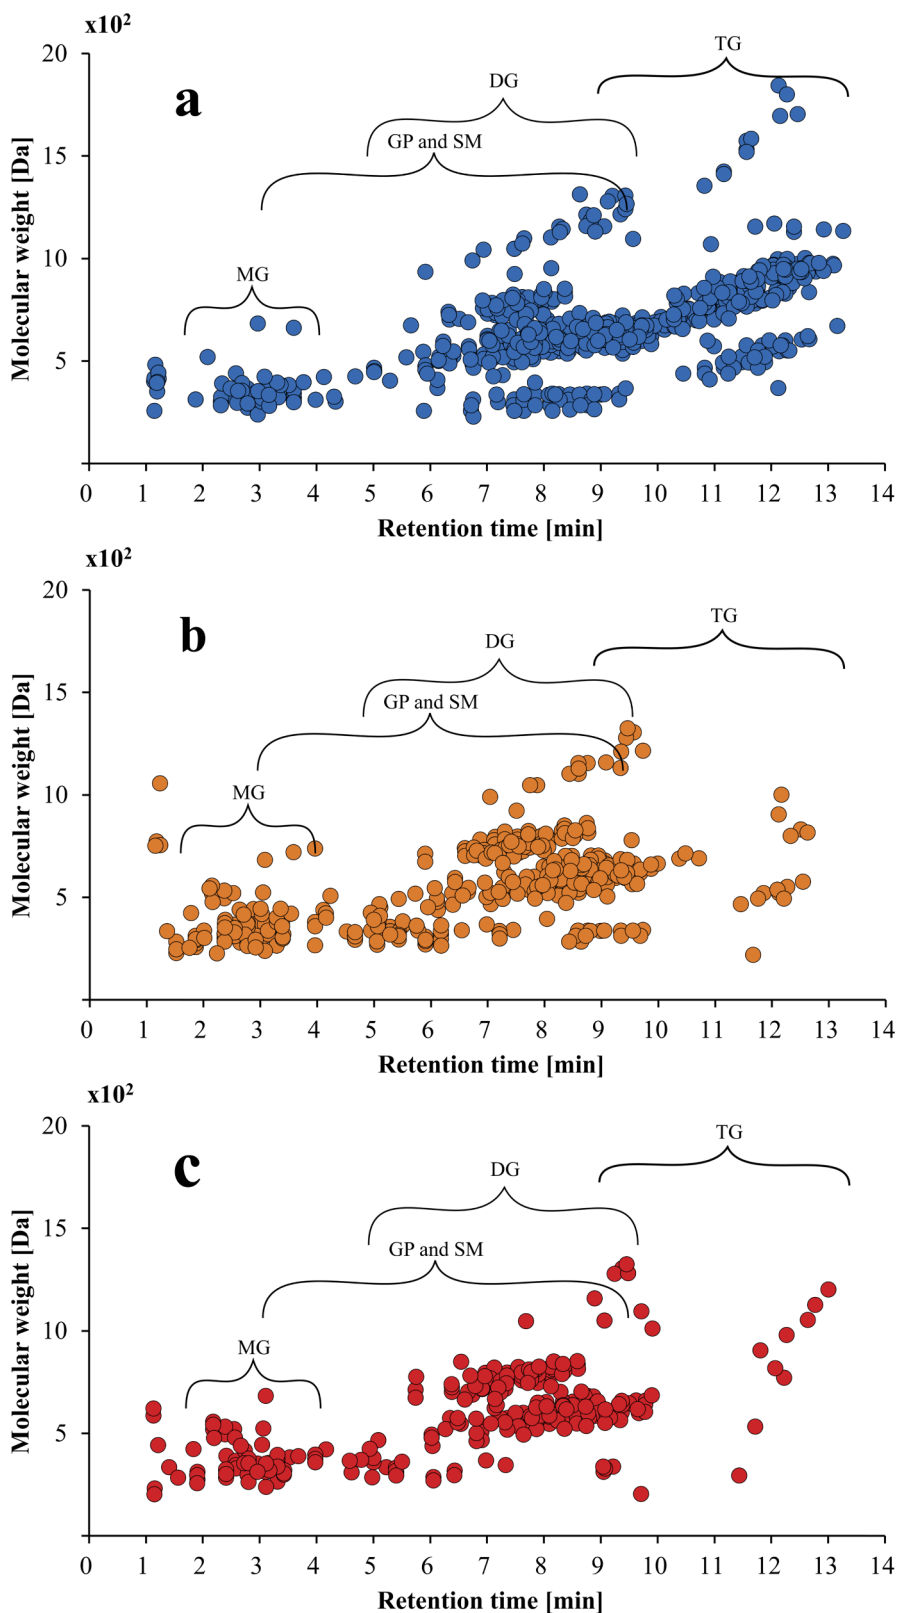 x10²
20
TG
DG
a
GP and SM
15
Molecular weight [Da]
10
MG
5
0 1 2 3 4 5 6 7 8 9 10 11 12 13 14
Retention time [min]
x10²
20
TG
b
DG
GP and SM
15
Molecular weight [Da]
10
MG
5
0 1 2 3 4 5 6 7 8 9 10 11 12 13 14
Retention time [min]
x10²
20
TG
c
DG
15
GP and SM
Molecular weight [Da]
10
MG
5
0 1 2 3 4 5 6 7 8 9 10 11 12 13 14
Retention time [min]